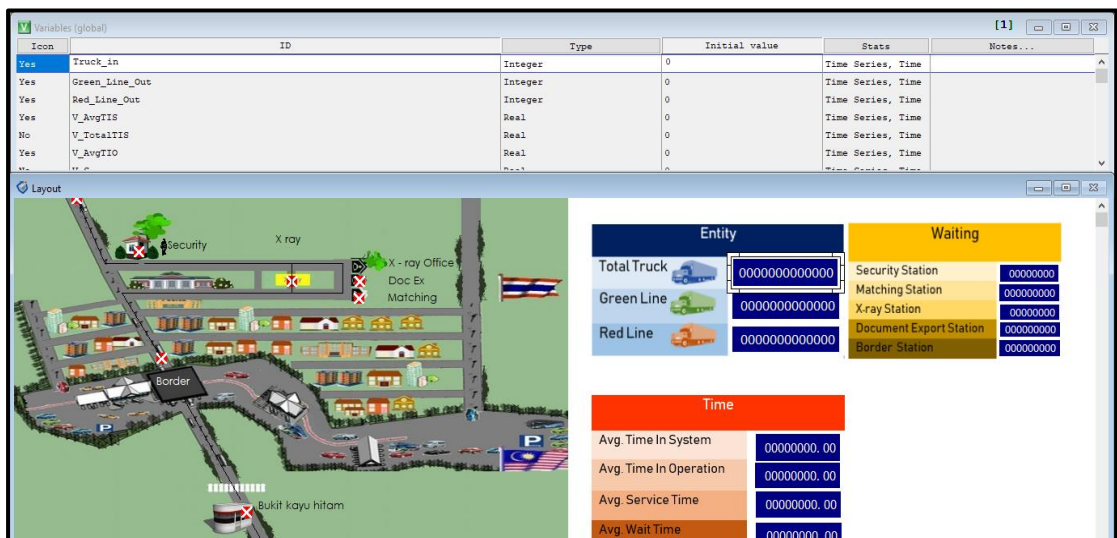 Variables (global)
[1]
Icon ID Type Initial value Stats Notes...
Yes Truck_in Integer 0 Time Series, Time
Yes Green_Line_Out Integer 0 Time Series, Time
Yes Red_Line_Out Integer 0 Time Series, Time
Yes V_AvgTIS Real 0 Time Series, Time
No V_TotalTIS Real 0 Time Series, Time
Yes V_AvgTIO Real 0 Time Series, Time
Layout
Security
X ray
X - ray Office
Doc Ex
Matching
Border
P
Bukit kayu hitam
Entity
Total Truck 0000000000000
Green Line 0000000000000
Red Line 0000000000000
Waiting
Security Station 00000000
Matching Station 000000000
X-ray Station 00000000
Document Export Station 000000000
Border Station 000000000
Time
Avg. Time In System 00000000. 00
Avg. Time In Operation 00000000. 00
Avg. Service Time 00000000. 00
Avg. Wait Time 00000000. 00